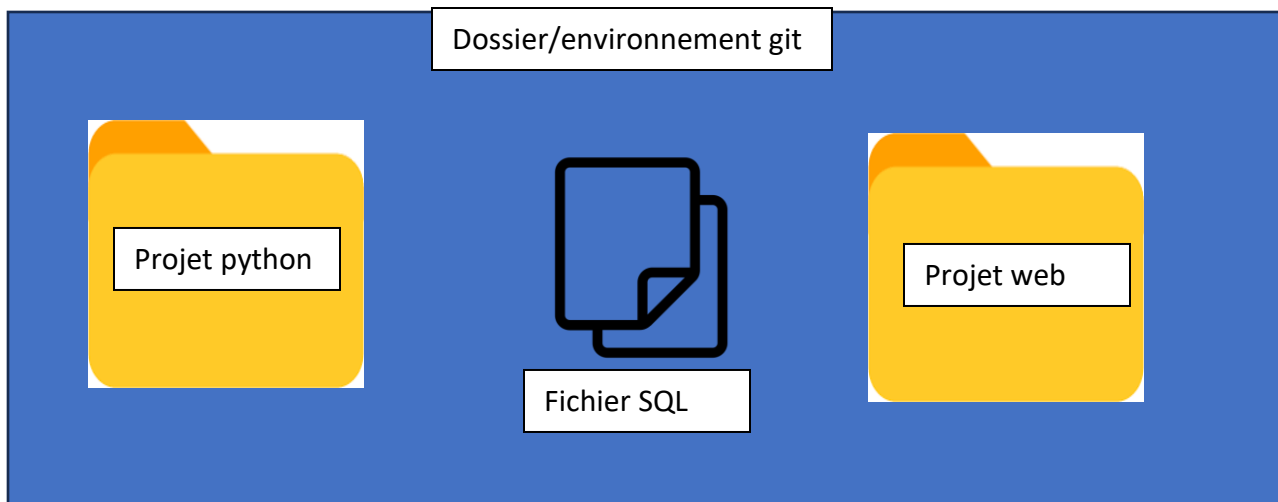 Dossier/environnement git
Projet python
Projet web
Fichier SQL